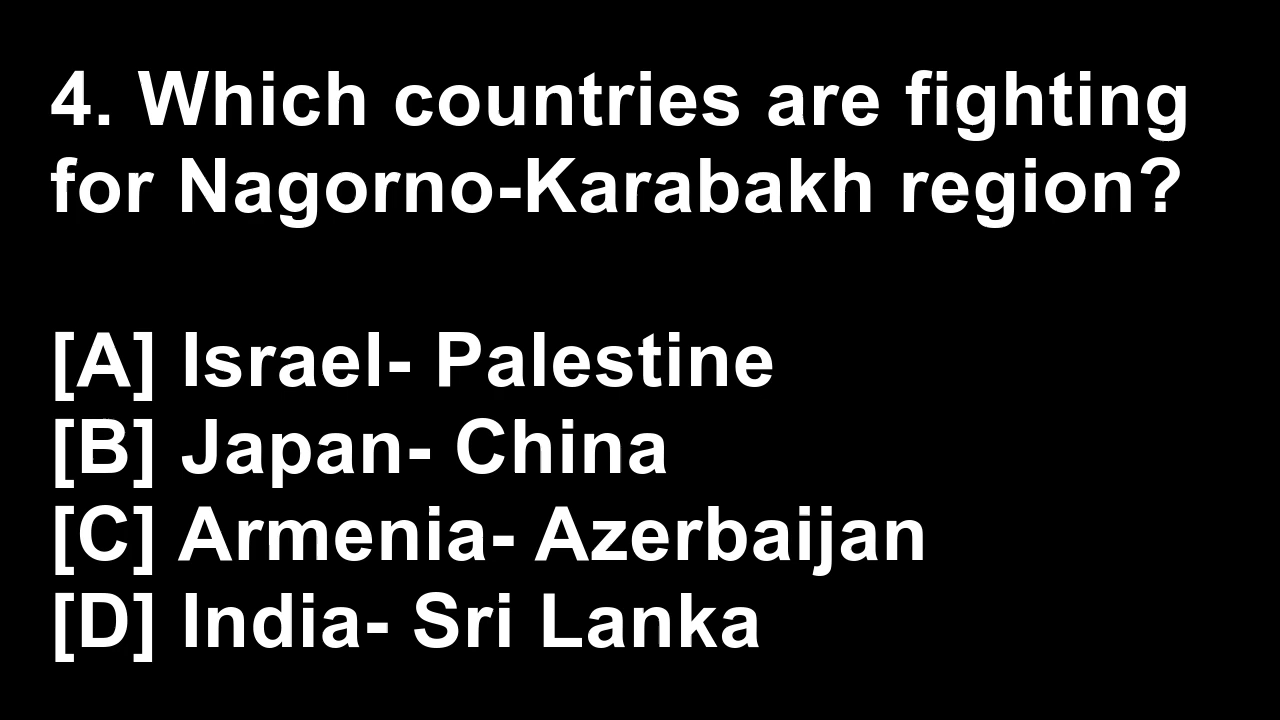 4. Which countries are fighting
for Nagorno-Karabakh region?
[A] Israel- Palestine
[B] Japan- China
[C] Armenia- Azerbaijan
[D] India- Sri Lanka